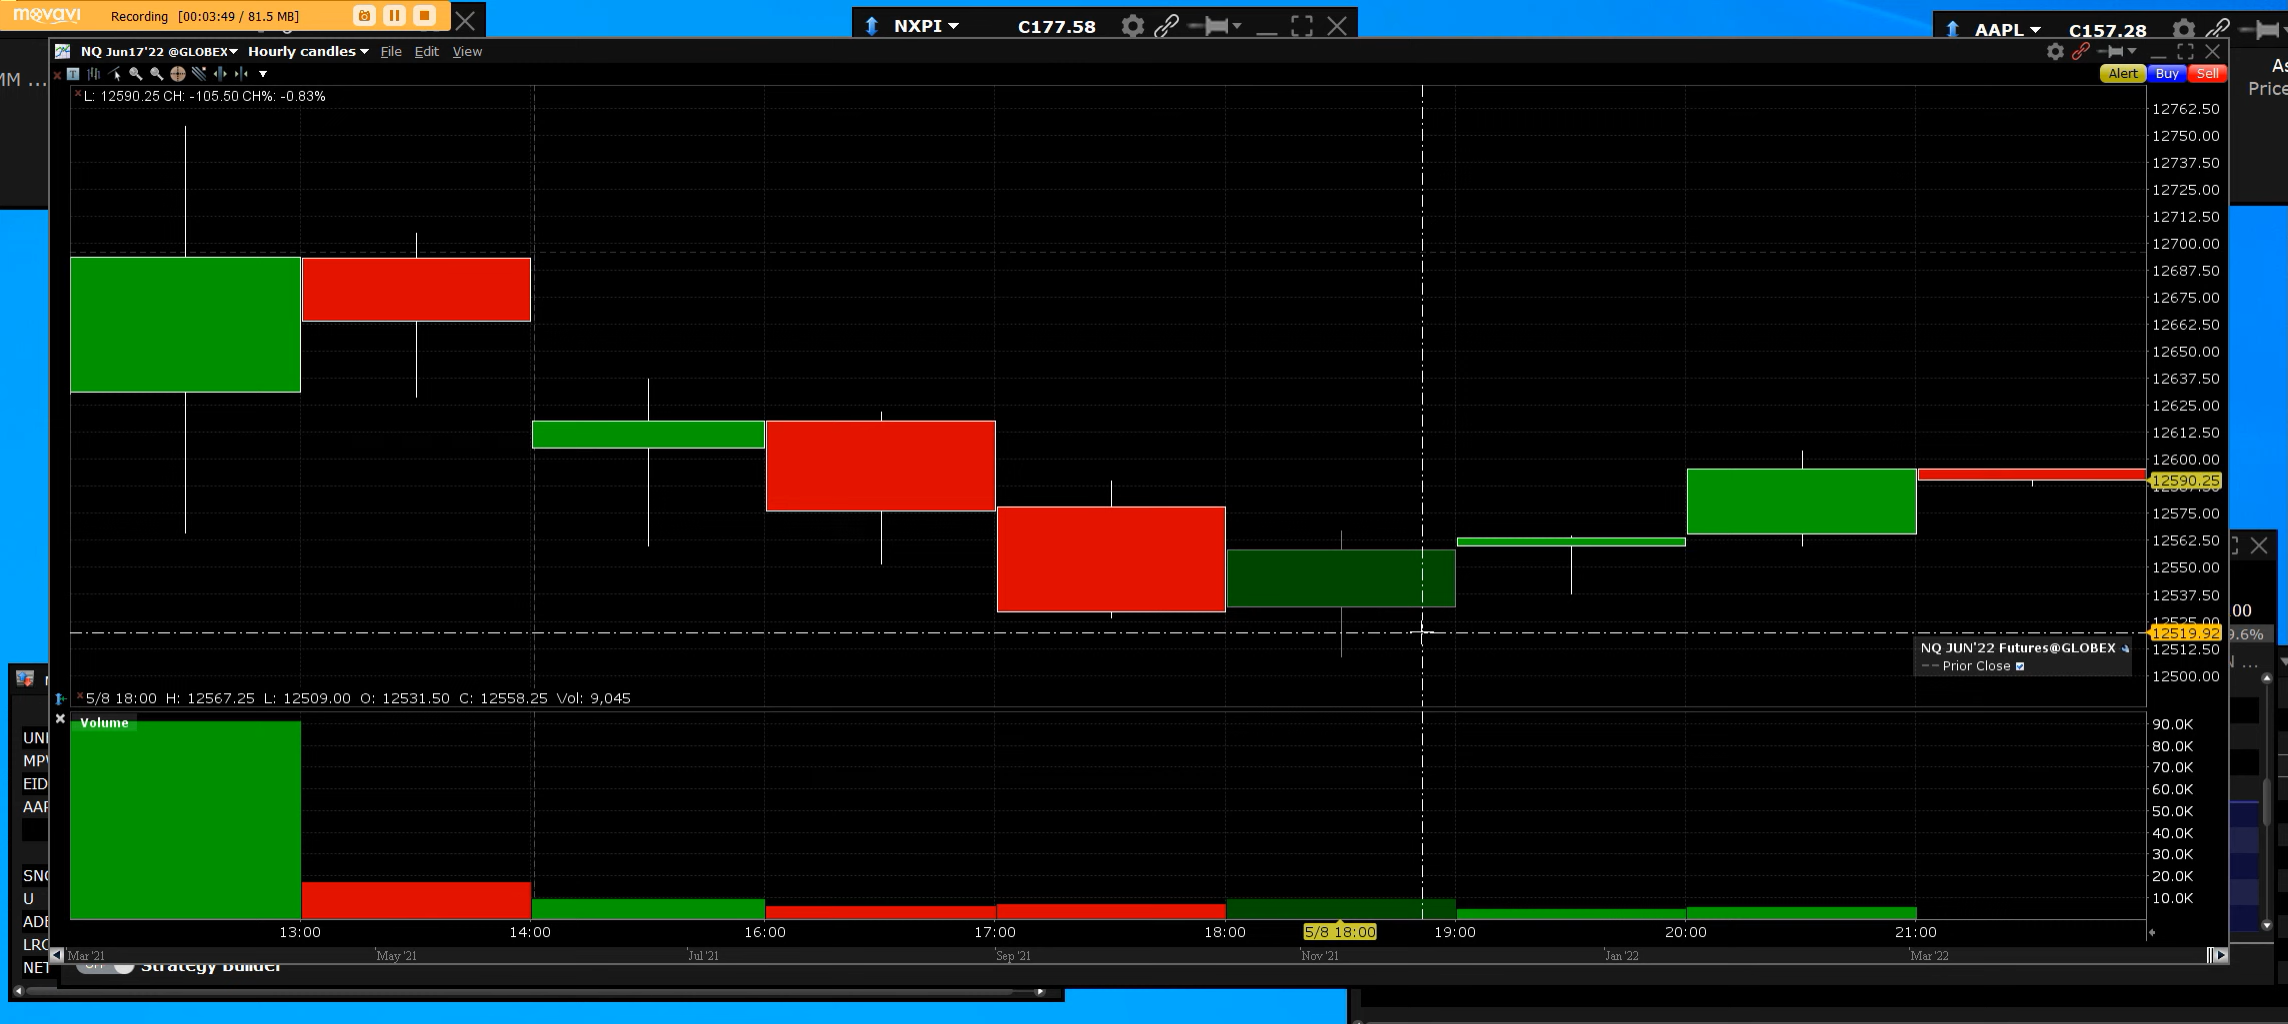 movavi Recording [00:03:49 / 81.5 MB]
NXPI C177.58
AAPL C157.28
NQ Jun17'22 @GLOBEX Hourly candles File Edit View
Alert Buy Sell
L: 12590.25 CH: -105.50 CH%: -0.83%
MM ...
Price
12762.50
12750.00
12737.50
12725.00
12712.50
12700.00
12687.50
12675.00
12662.50
12650.00
12637.50
12625.00
12612.50
12600.00
12590.25
12575.00
12562.50
12550.00
12537.50
12519.92
12512.50
12500.00
NQ JUN'22 Futures@GLOBEX
Prior Close
00
9.6%
5/8 18:00 H: 12567.25 L: 12509.00 O: 12531.50 C: 12558.25 Vol: 9,045
Volume
90.0K
80.0K
70.0K
60.0K
50.0K
40.0K
30.0K
20.0K
10.0K
13:00 14:00 16:00 17:00 18:00 5/8 18:00 19:00 20:00 21:00
Mar '21 May '21 Jul '21 Sep '21 Nov '21 Jan '22 Mar '22
UNI
MPW
EID
AAP
SNO
U
ADB
LRC
NET
Strategy Builder